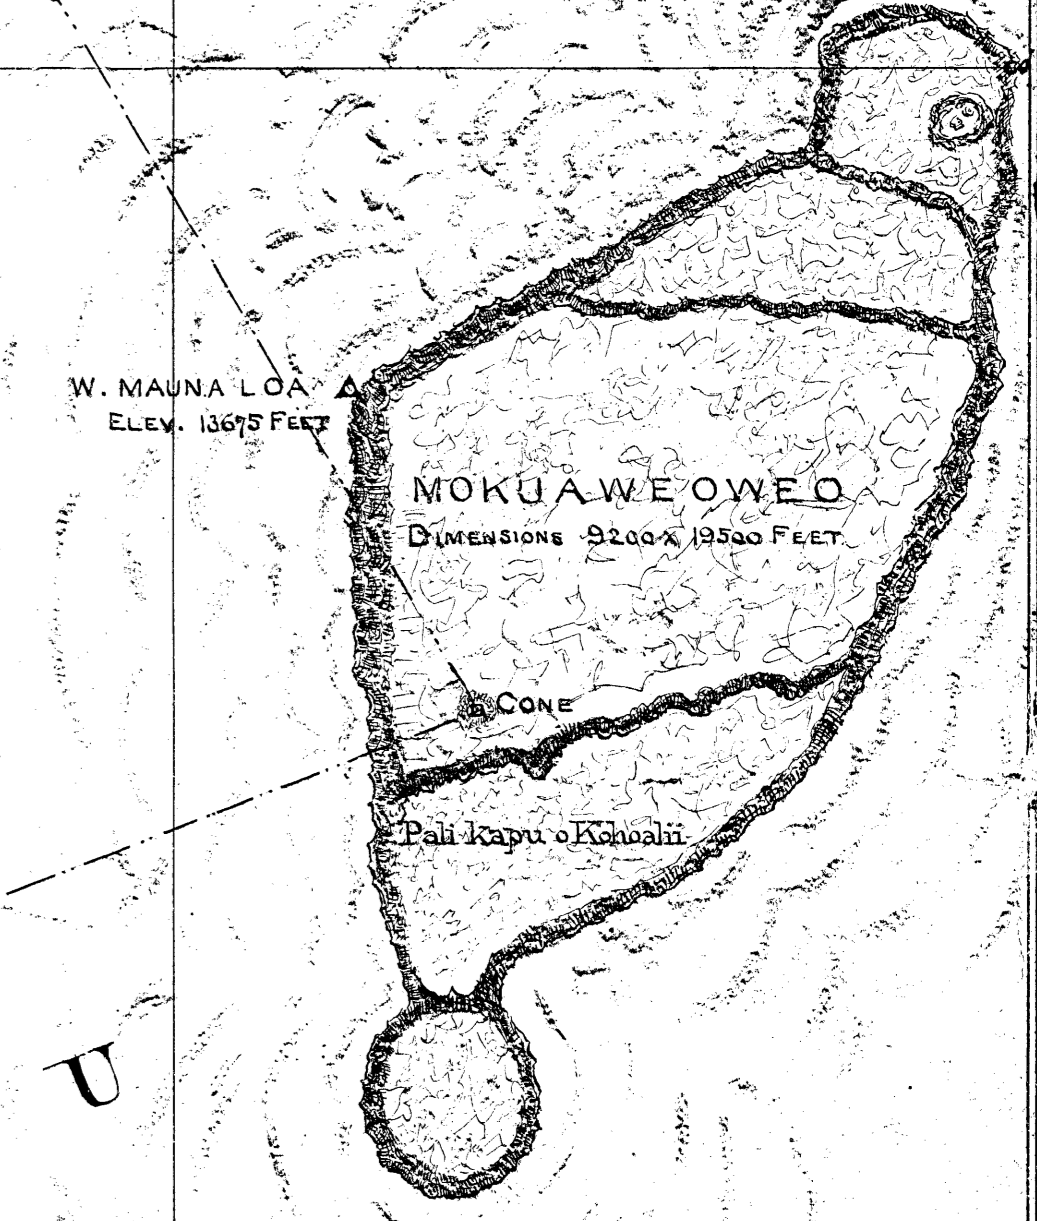 W. MAUNA LOA
ELEV. 13675 FEET
MOKUAWEOWEO
DIMENSIONS 9200 x 19500 FEET
CONE
Pali kapu o Kohoalii
U